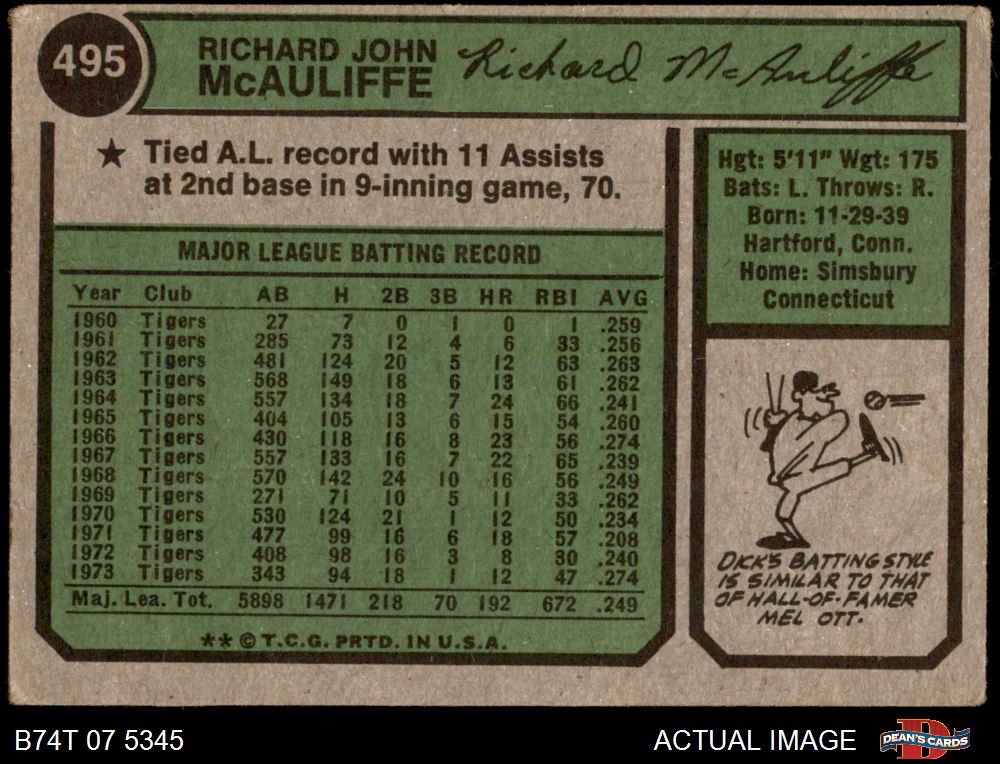 495
RICHARD JOHN
McAULIFFE
Richard McAuliffe
★ Tied A.L. record with 11 Assists
at 2nd base in 9-inning game, 70.
MAJOR LEAGUE BATTING RECORD
Year Club AB H 2B 3B HR RBI AVG
1960 Tigers 27 7 0 1 0 1 .259
1961 Tigers 285 73 12 4 6 33 .256
1962 Tigers 481 124 20 5 12 63 .263
1963 Tigers 568 149 18 6 13 61 .262
1964 Tigers 557 134 18 7 24 66 .241
1965 Tigers 404 105 13 6 15 54 .260
1966 Tigers 430 118 16 8 23 56 .274
1967 Tigers 557 133 16 7 22 65 .239
1968 Tigers 570 142 24 10 16 56 .249
1969 Tigers 271 71 10 5 11 33 .262
1970 Tigers 530 124 21 1 12 50 .234
1971 Tigers 477 99 16 6 18 57 .208
1972 Tigers 408 98 16 3 8 30 .240
1973 Tigers 343 94 18 1 12 47 .274
Maj. Lea. Tot. 5898 1471 218 70 192 672 .249
** © T.C.G. PRTD. IN U.S.A.
Hgt: 5'11" Wgt: 175
Bats: L. Throws: R.
Born: 11-29-39
Hartford, Conn.
Home: Simsbury
Connecticut
DICK'S BATTING STYLE
IS SIMILAR TO THAT
OF HALL-OF-FAMER
MEL OTT.
B74T 07 5345
ACTUAL IMAGE
D
DEAN'S CARDS